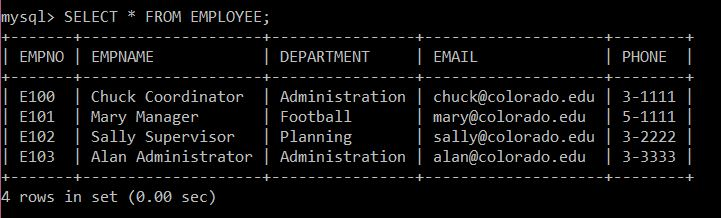 mysql> SELECT * FROM EMPLOYEE;
+-------+--------------------+----------------+--------------------+--------+
| EMPNO | EMPNAME            | DEPARTMENT     | EMAIL              | PHONE  |
+-------+--------------------+----------------+--------------------+--------+
| E100  | Chuck Coordinator  | Administration | chuck@colorado.edu | 3-1111 |
| E101  | Mary Manager       | Football       | mary@colorado.edu  | 5-1111 |
| E102  | Sally Supervisor   | Planning       | sally@colorado.edu | 3-2222 |
| E103  | Alan Administrator | Administration | alan@colorado.edu  | 3-3333 |
+-------+--------------------+----------------+--------------------+--------+
4 rows in set (0.00 sec)